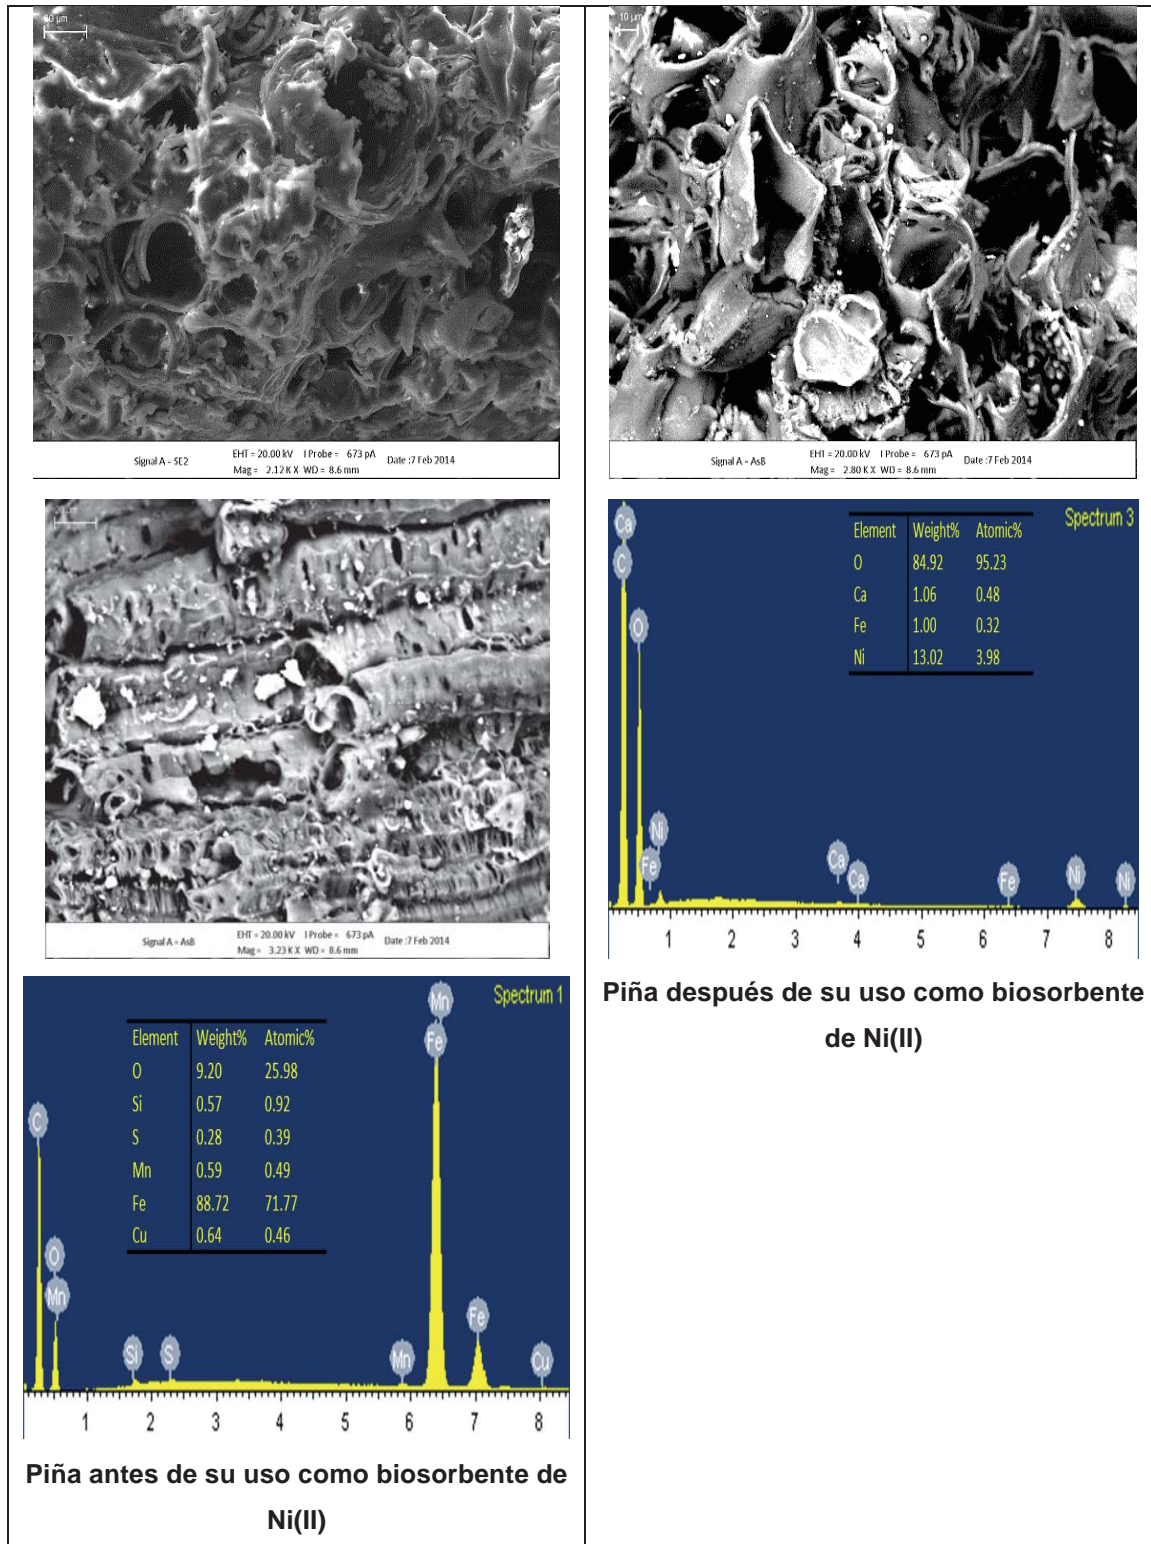 10 µm
Signal A = SE2
EHT = 20.00 kV I Probe = 673 pA
Mag = 2.12 K X WD = 8.6 mm
Date :7 Feb 2014
Signal A = AsB
EHT = 20.00 kV I Probe = 673 pA
Mag = 3.23 K X WD = 8.6 mm
Date :7 Feb 2014
Spectrum 1
Element Weight% Atomic%
O 9.20 25.98
Si 0.57 0.92
S 0.28 0.39
Mn 0.59 0.49
Fe 88.72 71.77
Cu 0.64 0.46
Mn
Fe
C
O
Mn
Si
S
Mn
Fe
Cu
1 2 3 4 5 6 7 8
Piña antes de su uso como biosorbente de
Ni(II)
10 µm
Signal A = AsB
EHT = 20.00 kV I Probe = 673 pA
Mag = 2.80 K X WD = 8.6 mm
Date :7 Feb 2014
Spectrum 3
Element Weight% Atomic%
O 84.92 95.23
Ca 1.06 0.48
Fe 1.00 0.32
Ni 13.02 3.98
Ca
C
O
Ni
Fe
Ca
Ca
Fe
Ni
Ni
1 2 3 4 5 6 7 8
Piña después de su uso como biosorbente
de Ni(II)